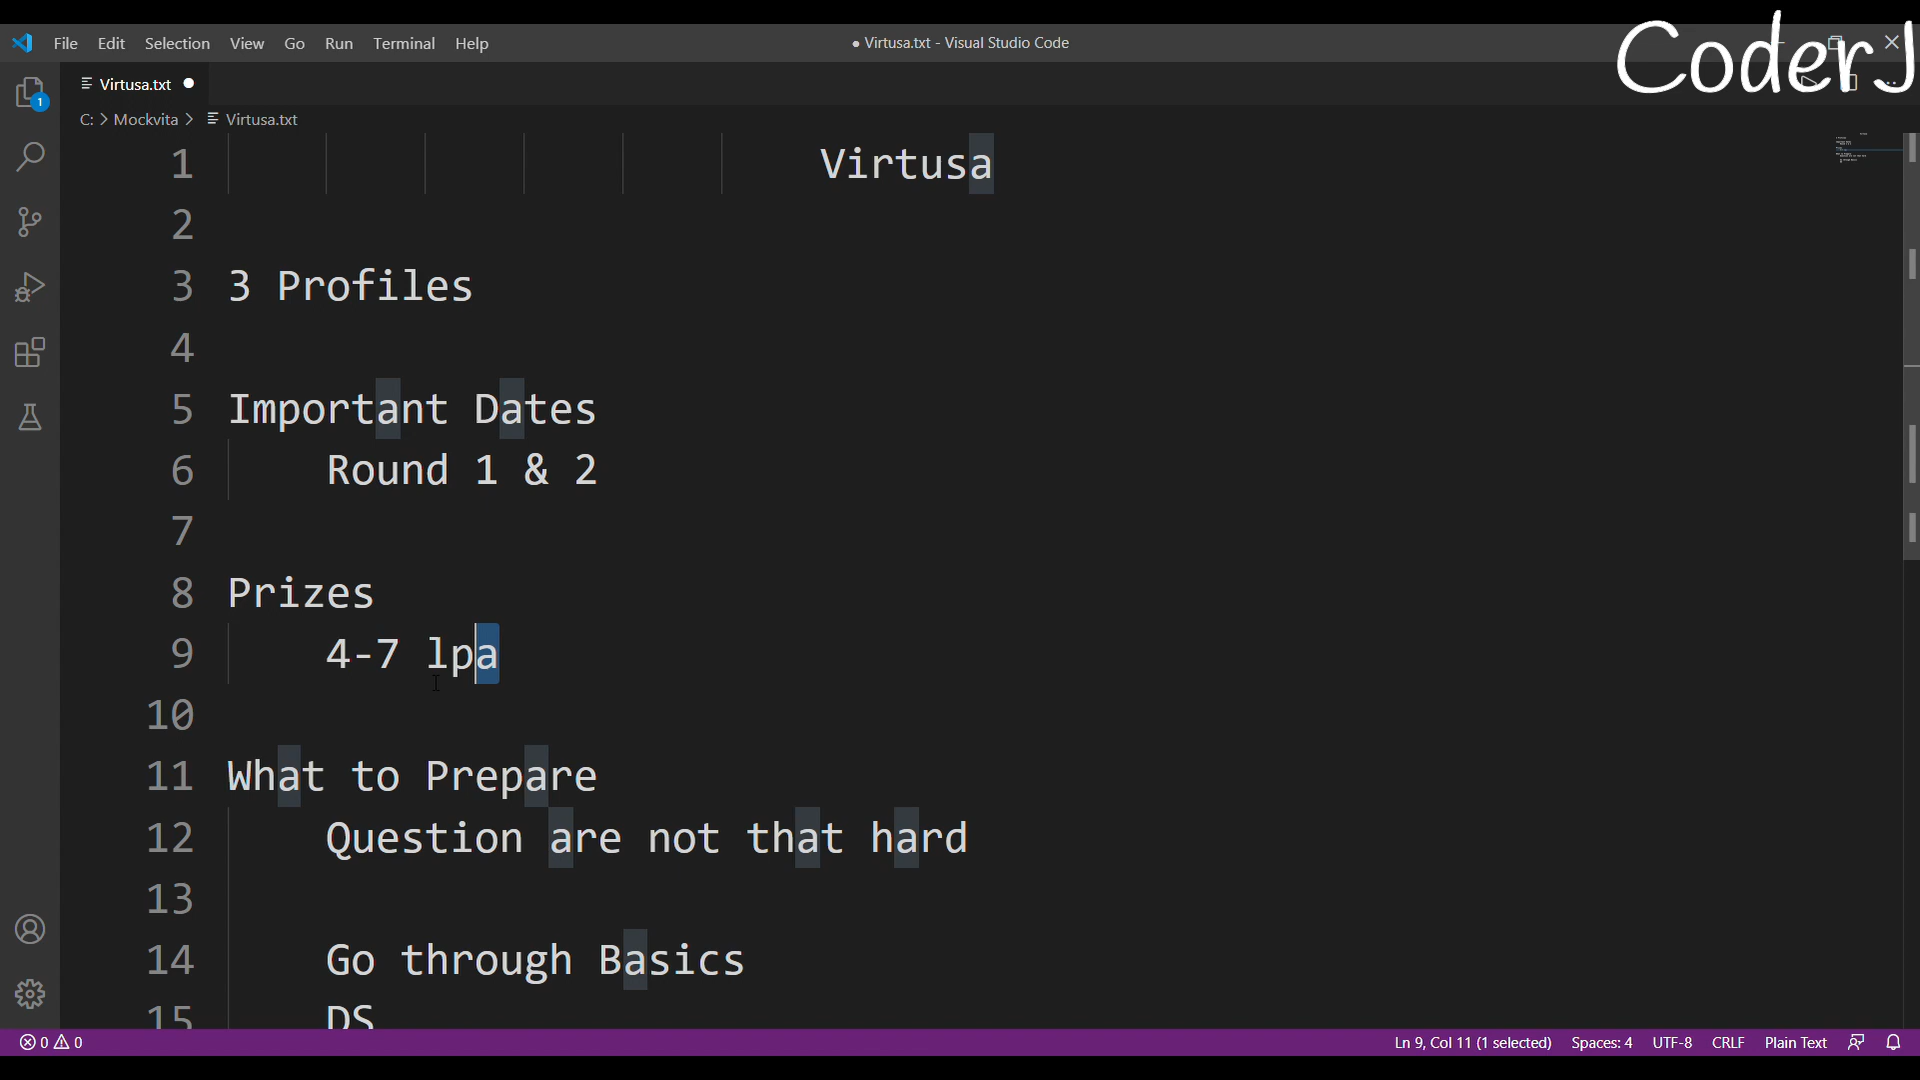 CoderJ
File Edit Selection View Go Run Terminal Help
● Virtusa.txt - Visual Studio Code
Virtusa.txt ●
1
C: > Mockvita > Virtusa.txt
1 Virtusa
2
3 3 Profiles
4
5 Important Dates
6 Round 1 & 2
7
8 Prizes
9 4-7 lpa
10
11 What to Prepare
12 Question are not that hard
13
14 Go through Basics
15 DS
0 0 Ln 9, Col 11 (1 selected) Spaces: 4 UTF-8 CRLF Plain Text